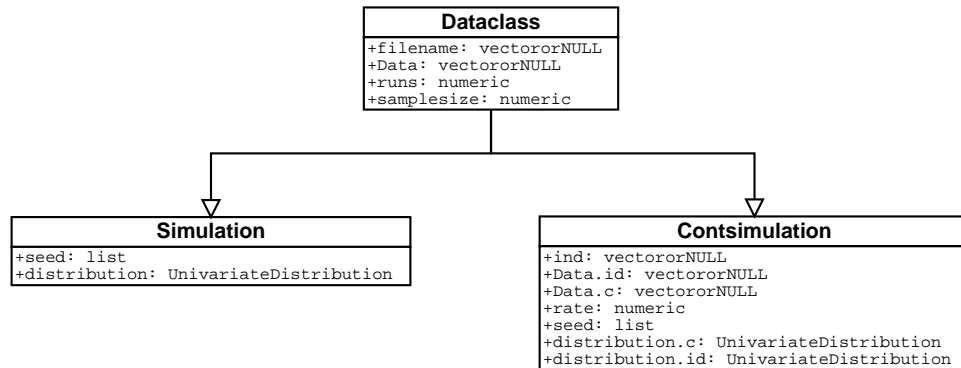 Dataclass
+filename: vectororNULL
+Data: vectororNULL
+runs: numeric
+samplesize: numeric
Simulation
+seed: list
+distribution: UnivariateDistribution
Contsimulation
+ind: vectororNULL
+Data.id: vectororNULL
+Data.c: vectororNULL
+rate: numeric
+seed: list
+distribution.c: UnivariateDistribution
+distribution.id: UnivariateDistribution